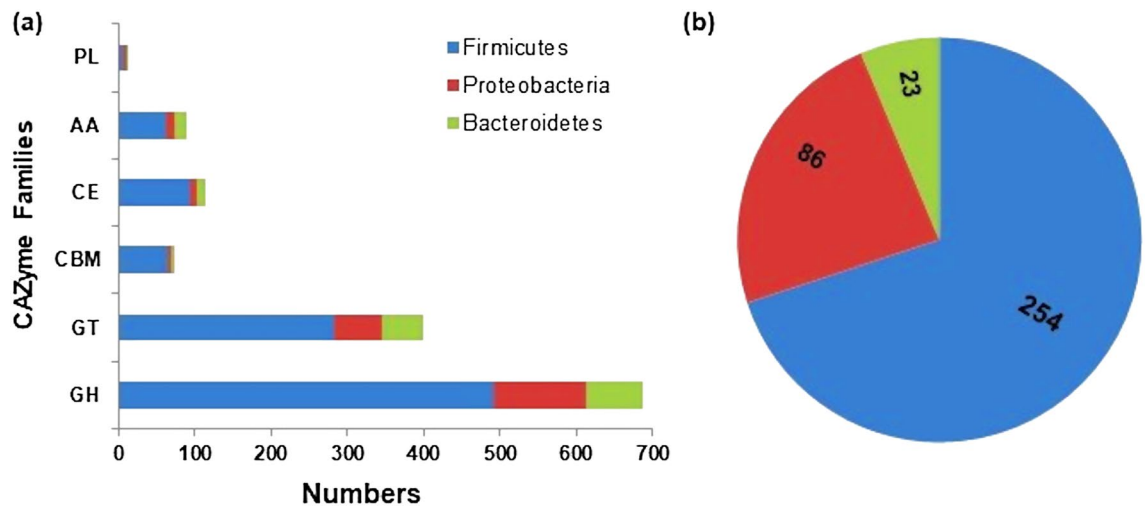 (a)
PL
AA
CE
CBM
GT
GH
CAZyme Families
0 100 200 300 400 500 600 700
Numbers
Firmicutes
Proteobacteria
Bacteroidetes
(b)
23
86
254